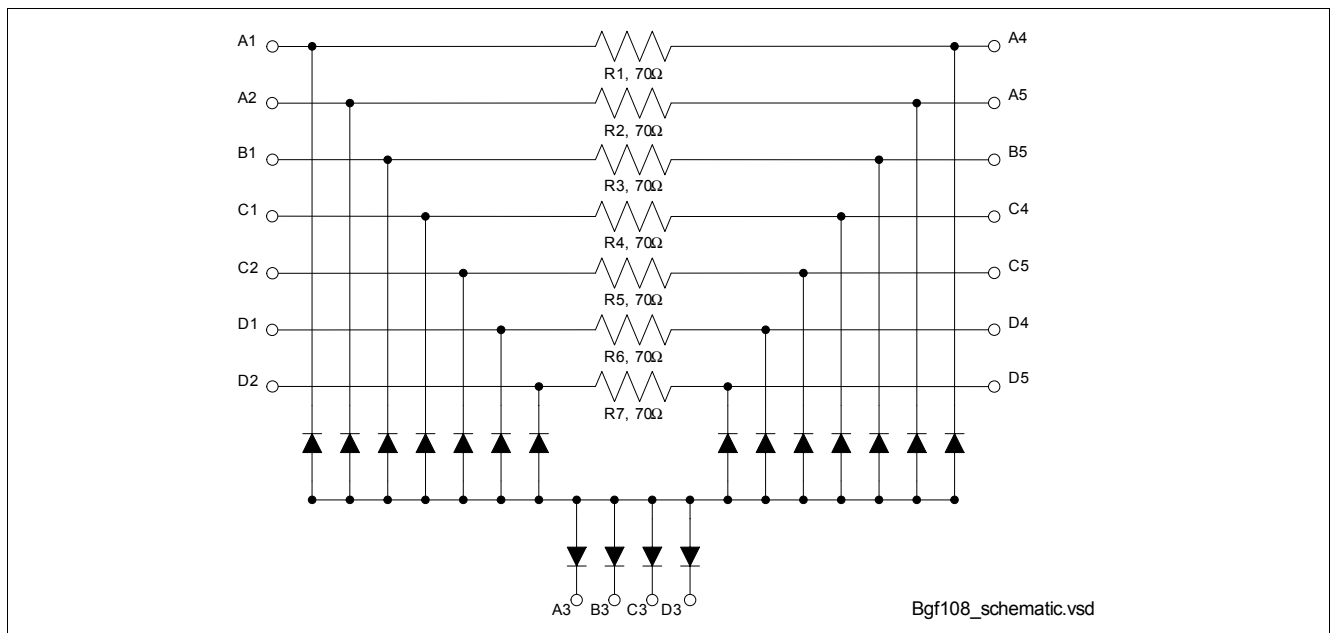 A1 A4
R1, 70Ω
A2 A5
R2, 70Ω
B1 B5
R3, 70Ω
C1 C4
R4, 70Ω
C2 C5
R5, 70Ω
D1 D4
R6, 70Ω
D2 D5
R7, 70Ω
A3 B3 C3 D3
Bgf108_schematic.vsd